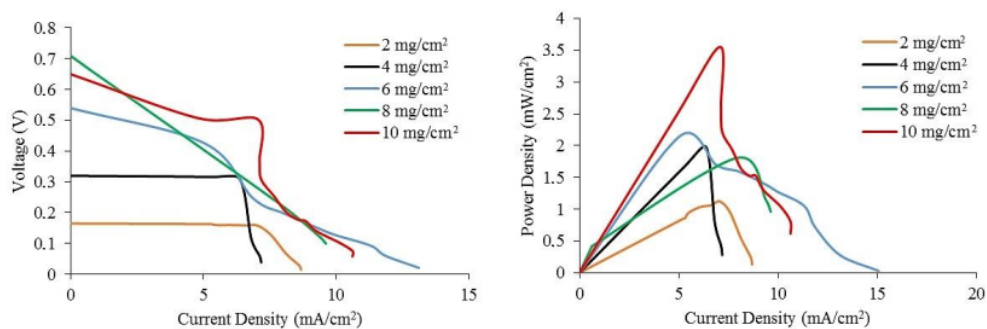 0.8
0.7
0.6
0.5
0.4
0.3
0.2
0.1
0
0
5
10
15
Voltage (V)
Current Density (mA/cm²)
2 mg/cm²
4 mg/cm²
6 mg/cm²
8 mg/cm²
10 mg/cm²
4
3.5
3
2.5
2
1.5
1
0.5
0
0
5
10
15
20
Power Density (mW/cm²)
Current Density (mA/cm²)
2 mg/cm²
4 mg/cm²
6 mg/cm²
8 mg/cm²
10 mg/cm²